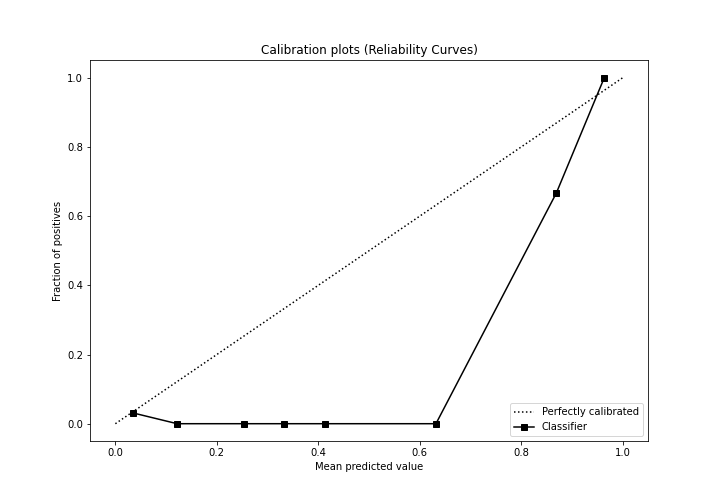 Calibration plots (Reliability Curves)
1.0
0.8
0.6
0.4
0.2
0.0
Fraction of positives
0.0 0.2 0.4 0.6 0.8 1.0
Mean predicted value
Perfectly calibrated
Classifier